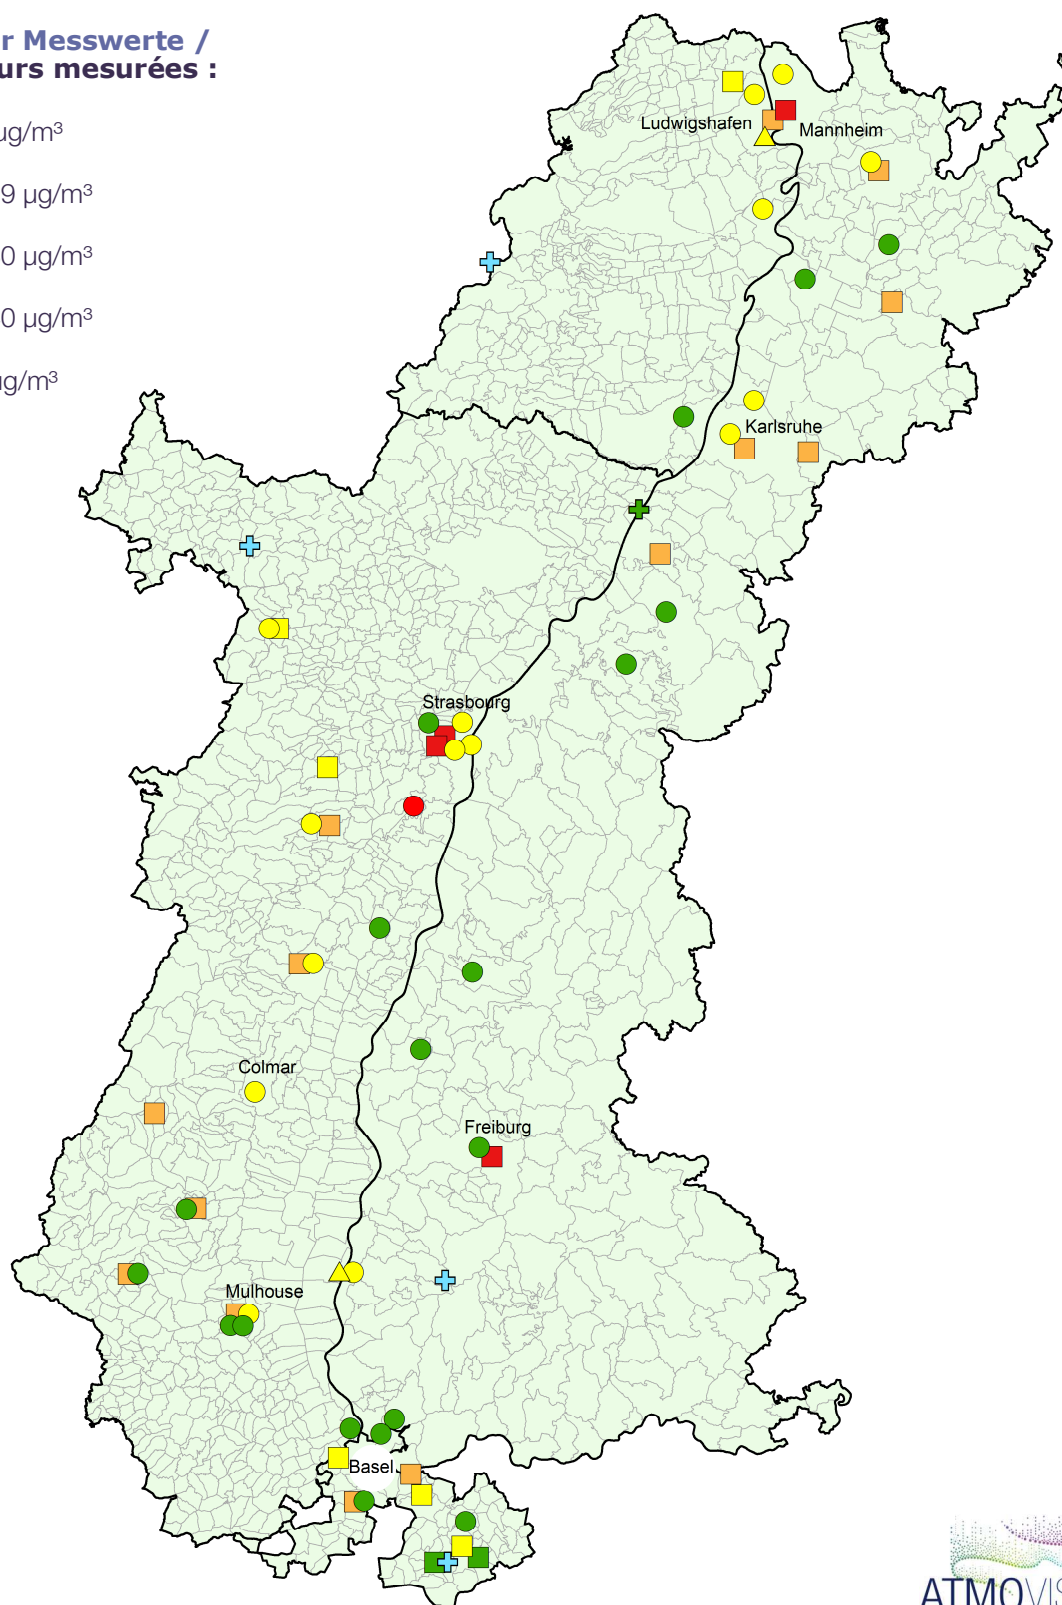 r Messwerte /
urs mesurées :
µg/m³
9 µg/m³
0 µg/m³
0 µg/m³
µg/m³
Ludwigshafen
Mannheim
Karlsruhe
Strasbourg
Colmar
Freiburg
Mulhouse
Basel
ATMOVIS